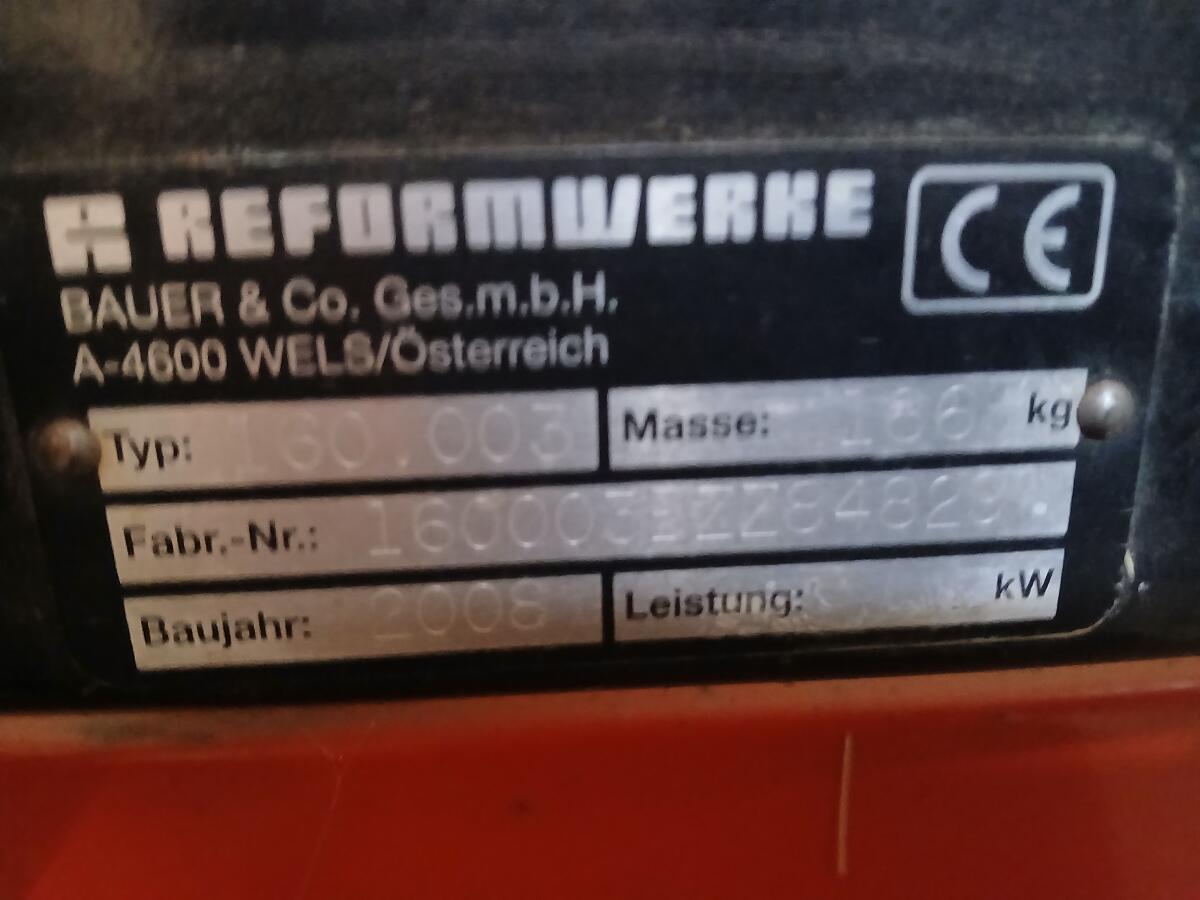 REFORMWERKE CE
BAUER & Co. Ges.m.b.H.
A-4600 WELS/Österreich
Typ: 160.003 Masse: 186 kg
Fabr.-Nr.:
Baujahr: 2008 Leistung: kW